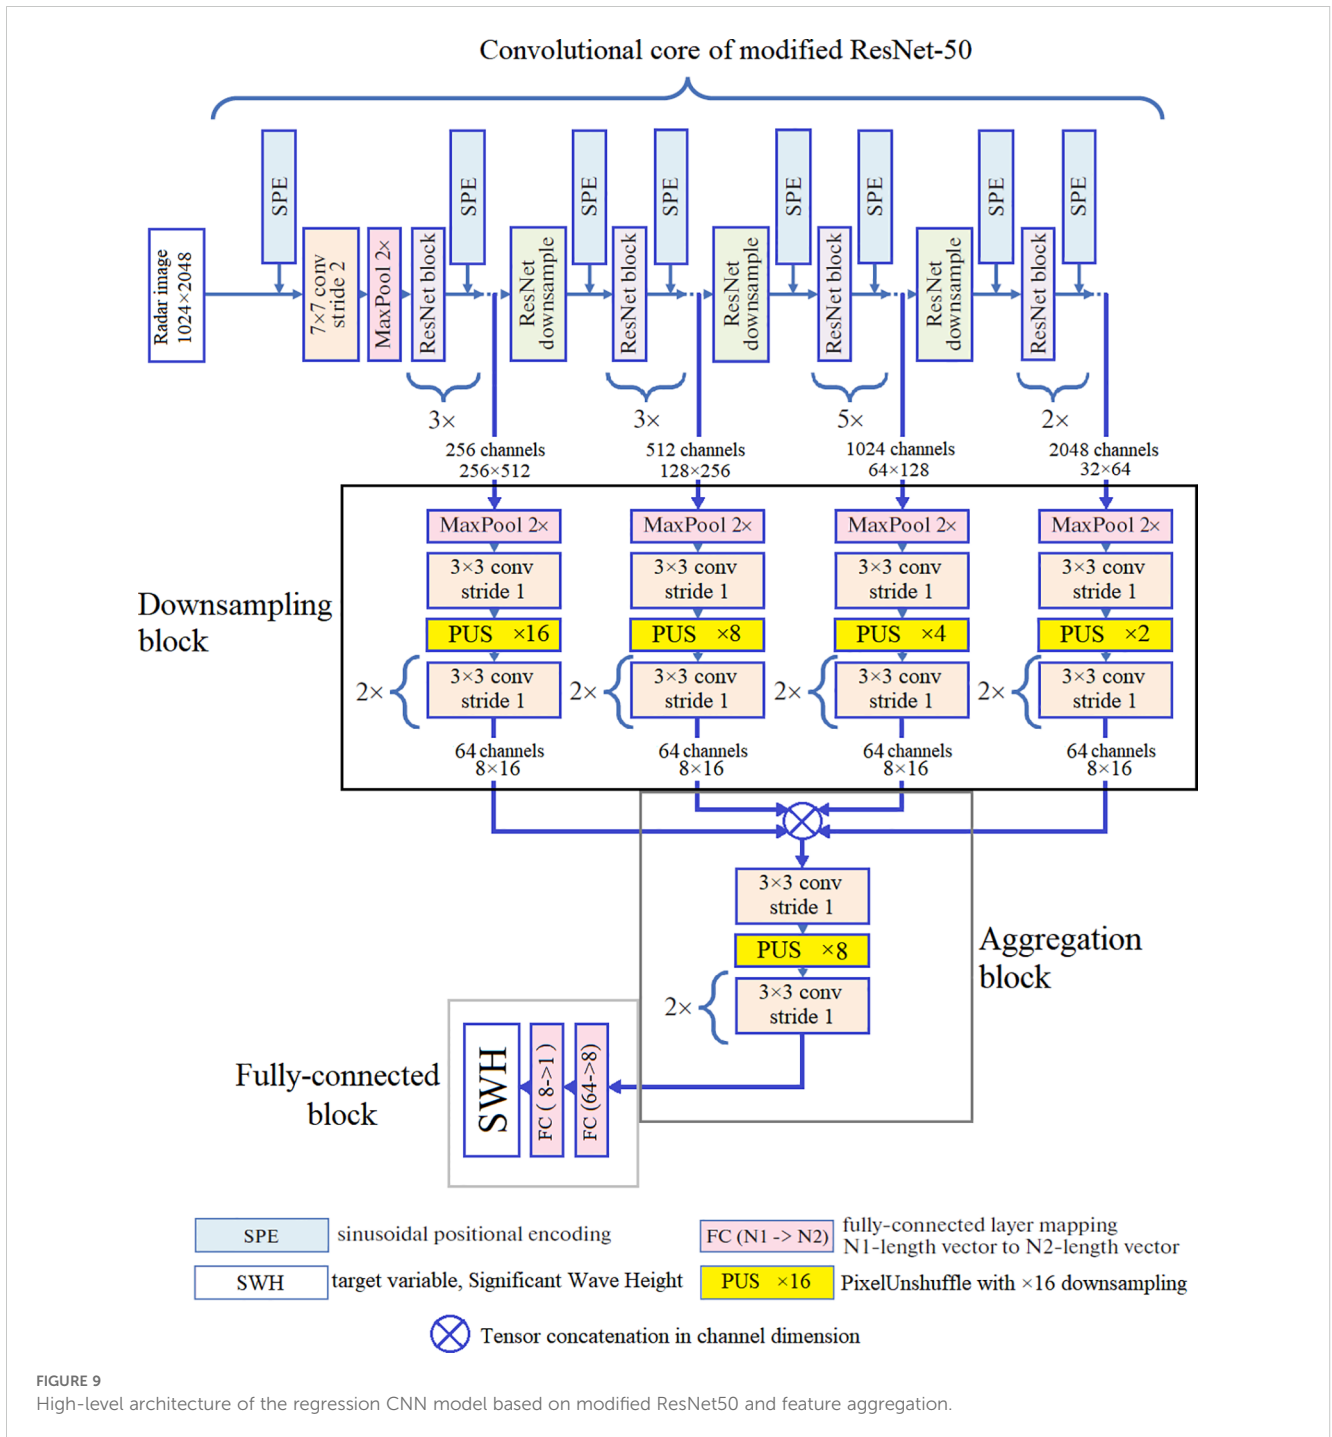 Convolutional core of modified ResNet-50
SPE
SPE
SPE
SPE
SPE
SPE
SPE
SPE
Radar image
1024×2048
7×7 conv
stride 2
MaxPool 2×
ResNet block
ResNet
downsample
ResNet block
ResNet
downsample
ResNet block
ResNet
downsample
ResNet block
3×
3×
5×
2×
256 channels
256×512
512 channels
128×256
1024 channels
64×128
2048 channels
32×64
Downsampling
block
MaxPool 2×
3×3 conv
stride 1
PUS ×16
2×
3×3 conv
stride 1
64 channels
8×16
MaxPool 2×
3×3 conv
stride 1
PUS ×8
2×
3×3 conv
stride 1
64 channels
8×16
MaxPool 2×
3×3 conv
stride 1
PUS ×4
2×
3×3 conv
stride 1
64 channels
8×16
MaxPool 2×
3×3 conv
stride 1
PUS ×2
2×
3×3 conv
stride 1
64 channels
8×16
3×3 conv
stride 1
PUS ×8
2×
3×3 conv
stride 1
Aggregation
block
Fully-connected
block
SWH
FC ( 8->1 )
FC (64->8)
SPE
sinusoidal positional encoding
FC (N1 -> N2)
fully-connected layer mapping
N1-length vector to N2-length vector
SWH
target variable, Significant Wave Height
PUS ×16
PixelUnshuffle with ×16 downsampling
Tensor concatenation in channel dimension
FIGURE 9
High-level architecture of the regression CNN model based on modified ResNet50 and feature aggregation.